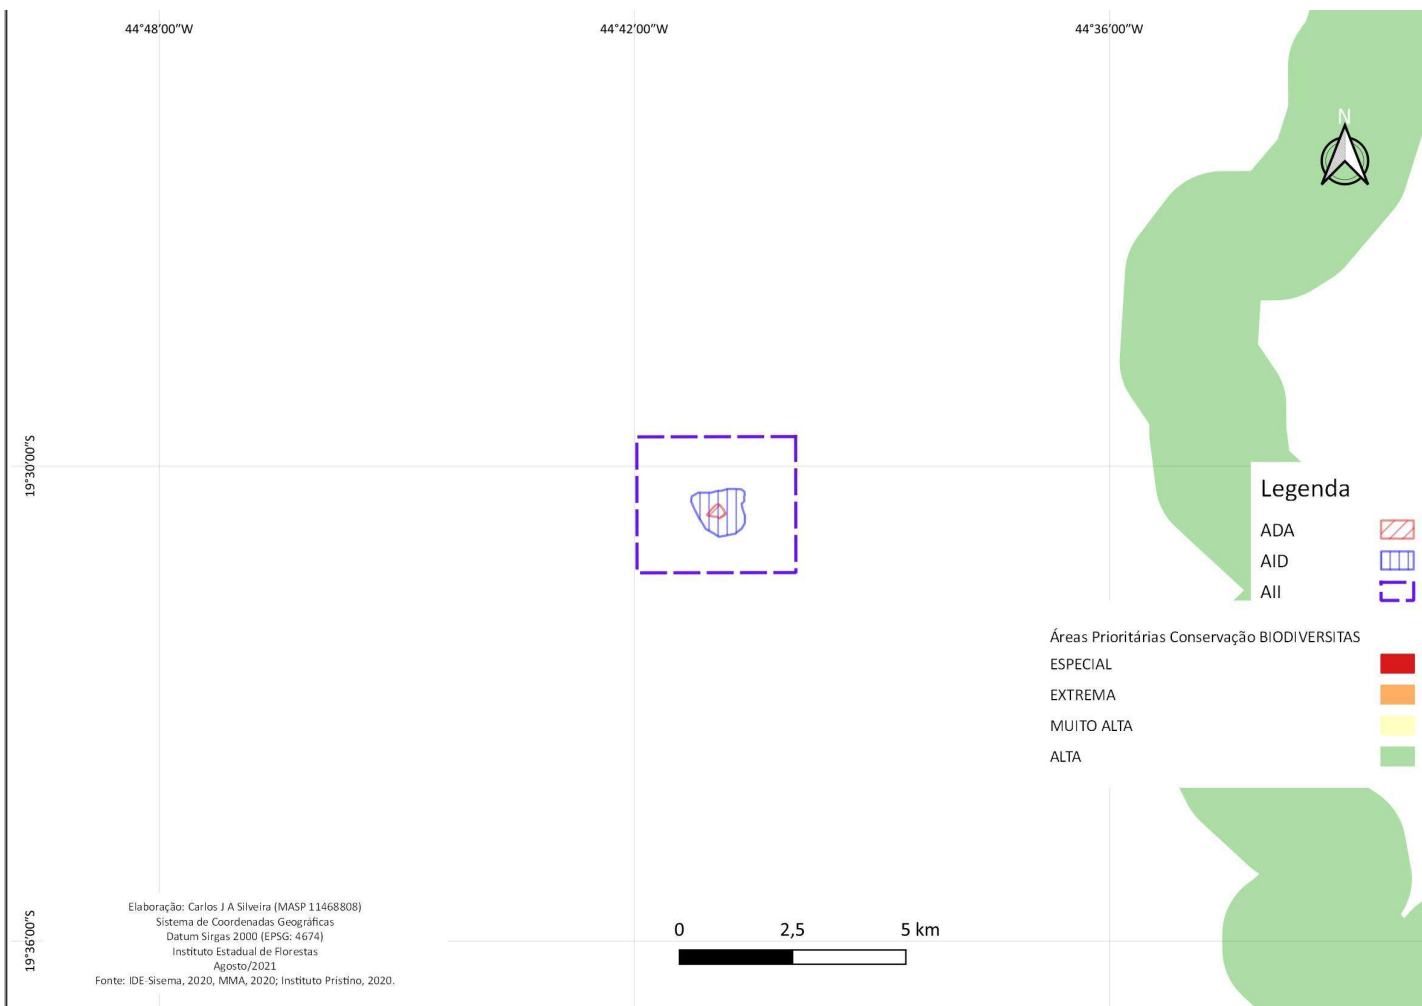 44°48'00"W
44°42'00"W
44°36'00"W
N
19°30'00"S
Legenda
ADA
AID
AII
Áreas Prioritárias Conservação BIODIVERSITAS
ESPECIAL
EXTREMA
MUITO ALTA
ALTA
19°36'00"S
Elaboração: Carlos J A Silveira (MASP 11468808)
Sistema de Coordenadas Geográficas
Datum Sirgas 2000 (EPSG: 4674)
Instituto Estadual de Florestas
Agosto/2021
Fonte: IDE-Sisema, 2020, MMA, 2020; Instituto Pristino, 2020.
0 2,5 5 km